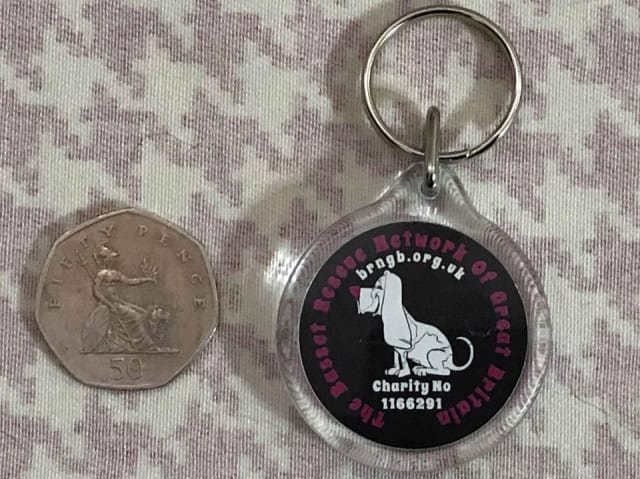 FIFTY PENCE
50
The Basset Rescue Network Of Great Britain
brngb.org.uk
Charity No
1166291